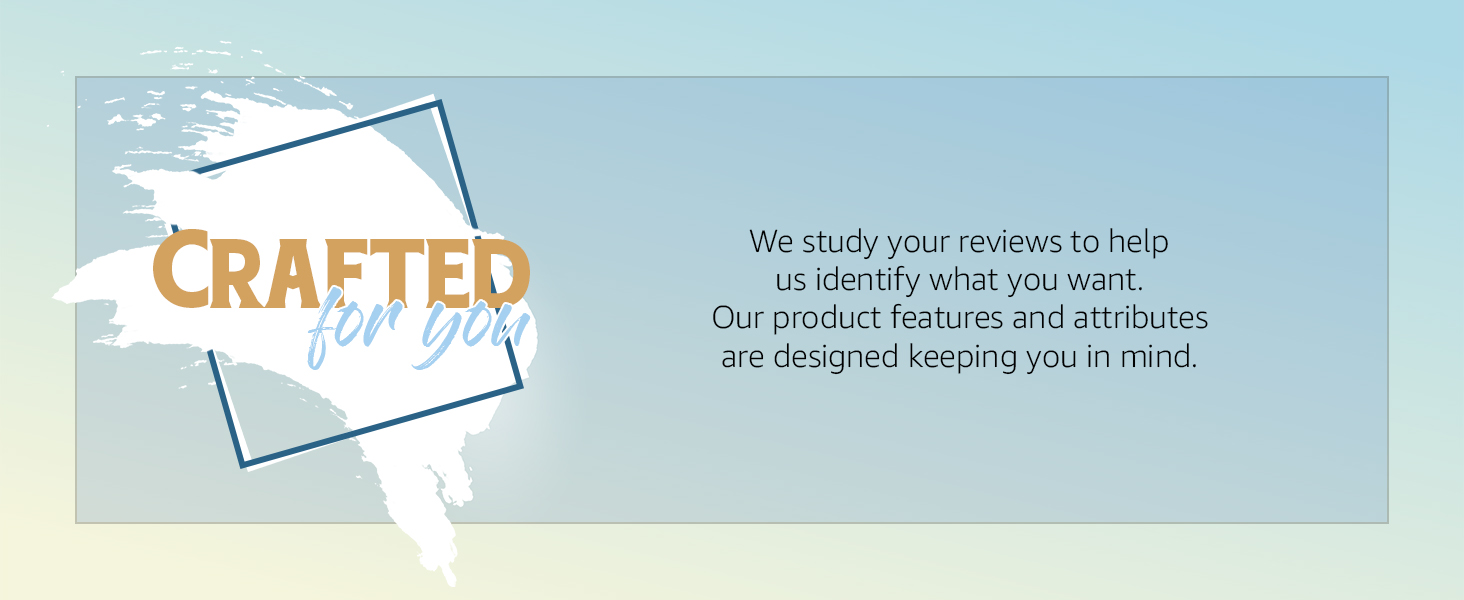 CRAFTED
for you
We study your reviews to help
us identify what you want.
Our product features and attributes
are designed keeping you in mind.